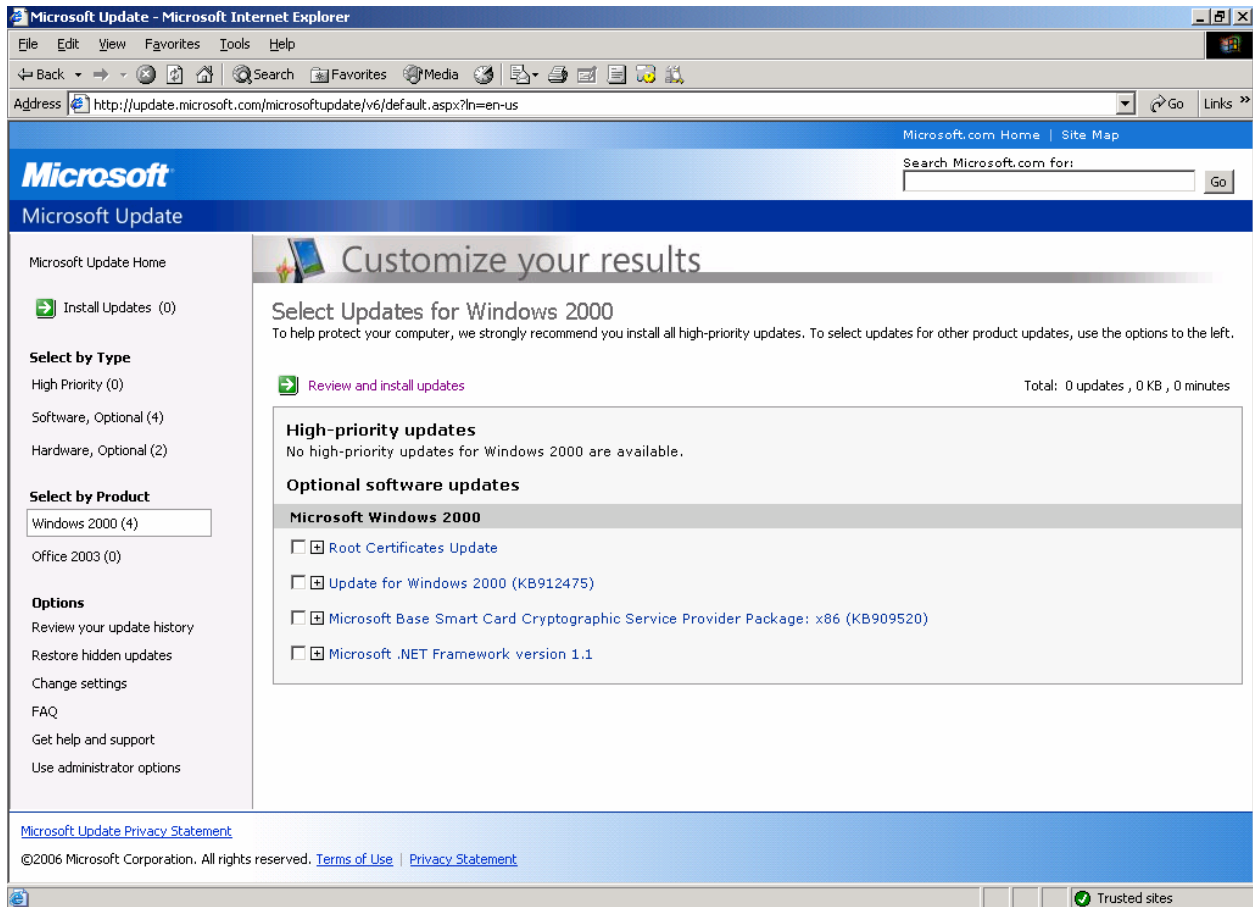 Microsoft Update - Microsoft Internet Explorer
File Edit View Favorites Tools Help
Back Search Favorites Media
Address http://update.microsoft.com/microsoftupdate/v6/default.aspx?ln=en-us Go Links »
Microsoft.com Home | Site Map
Search Microsoft.com for:
Microsoft
Go
Microsoft Update
Microsoft Update Home
Install Updates (0)
Select by Type
High Priority (0)
Software, Optional (4)
Hardware, Optional (2)
Select by Product
Windows 2000 (4)
Office 2003 (0)
Options
Review your update history
Restore hidden updates
Change settings
FAQ
Get help and support
Use administrator options
Customize your results
Select Updates for Windows 2000
To help protect your computer, we strongly recommend you install all high-priority updates. To select updates for other product updates, use the options to the left.
Review and install updates Total: 0 updates , 0 KB , 0 minutes
High-priority updates
No high-priority updates for Windows 2000 are available.
Optional software updates
Microsoft Windows 2000
Root Certificates Update
Update for Windows 2000 (KB912475)
Microsoft Base Smart Card Cryptographic Service Provider Package: x86 (KB909520)
Microsoft .NET Framework version 1.1
Microsoft Update Privacy Statement
©2006 Microsoft Corporation. All rights reserved. Terms of Use | Privacy Statement
Trusted sites